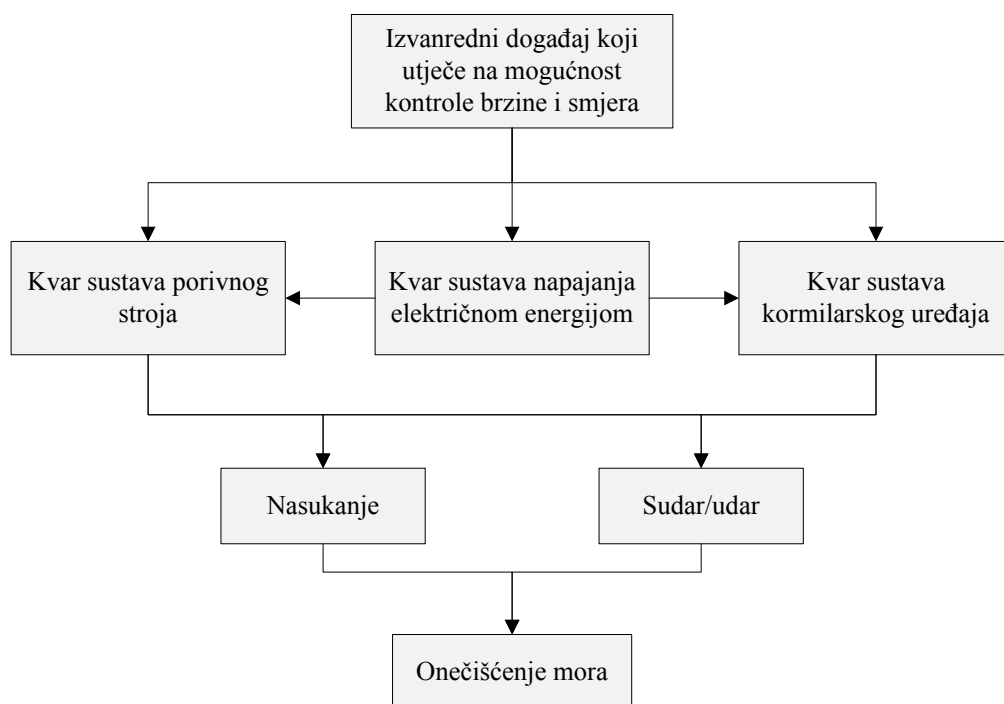 Izvanredni događaj koji
utječe na mogućnost
kontrole brzine i smjera
Kvar sustava porivnog
stroja
Kvar sustava napajanja
električnom energijom
Kvar sustava
kormilarskog uređaja
Nasukanje
Sudar/udar
Onečišćenje mora